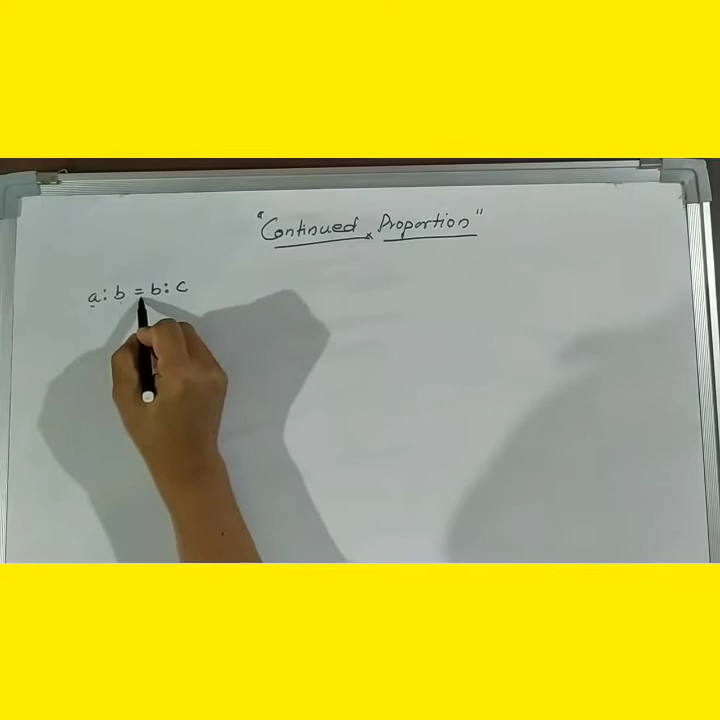 "Continued Proportion"
a : b = b : c